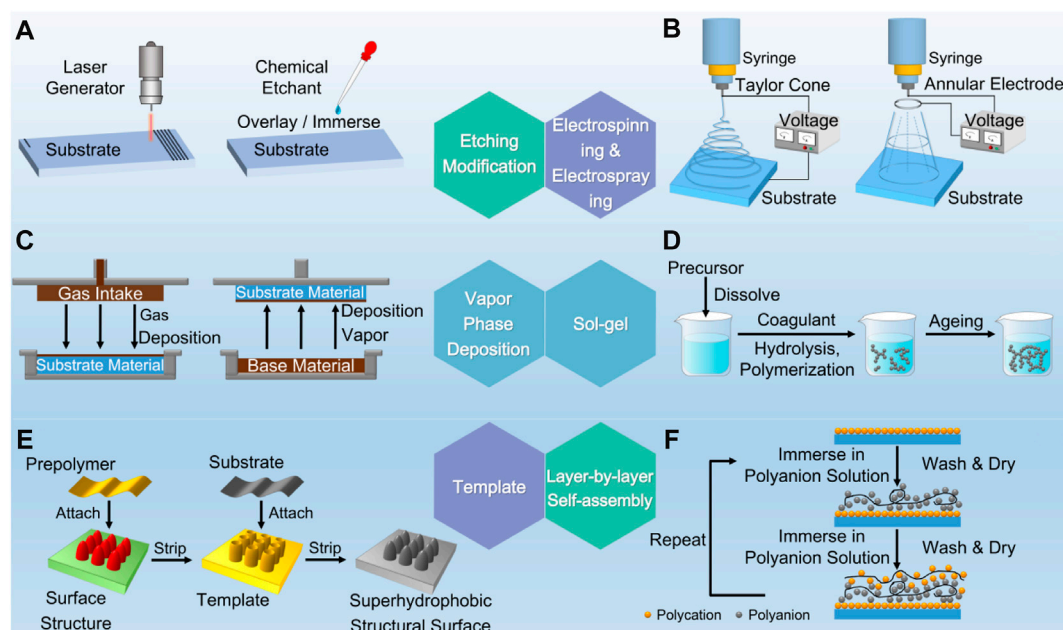 A
Laser
Generator
Substrate
Chemical
Etchant
Overlay / Immerse
Substrate
Etching
Modification
Electrospinn
ing &
Electrospray
ing
B
Syringe
Taylor Cone
Voltage
Substrate
Syringe
Annular Electrode
Voltage
Substrate
C
Gas Intake
Gas
Deposition
Substrate Material
Substrate Material
Deposition
Vapor
Base Material
Vapor
Phase
Deposition
Sol-gel
D
Precursor
Dissolve
Coagulant
Hydrolysis,
Polymerization
Ageing
E
Prepolymer
Attach
Substrate
Attach
Strip
Strip
Surface
Structure
Template
Superhydrophobic
Structural Surface
Template
Layer-by-layer
Self-assembly
F
Immerse in
Polyanion Solution
Wash & Dry
Repeat
Immerse in
Polyanion Solution
Wash & Dry
Polycation
Polyanion